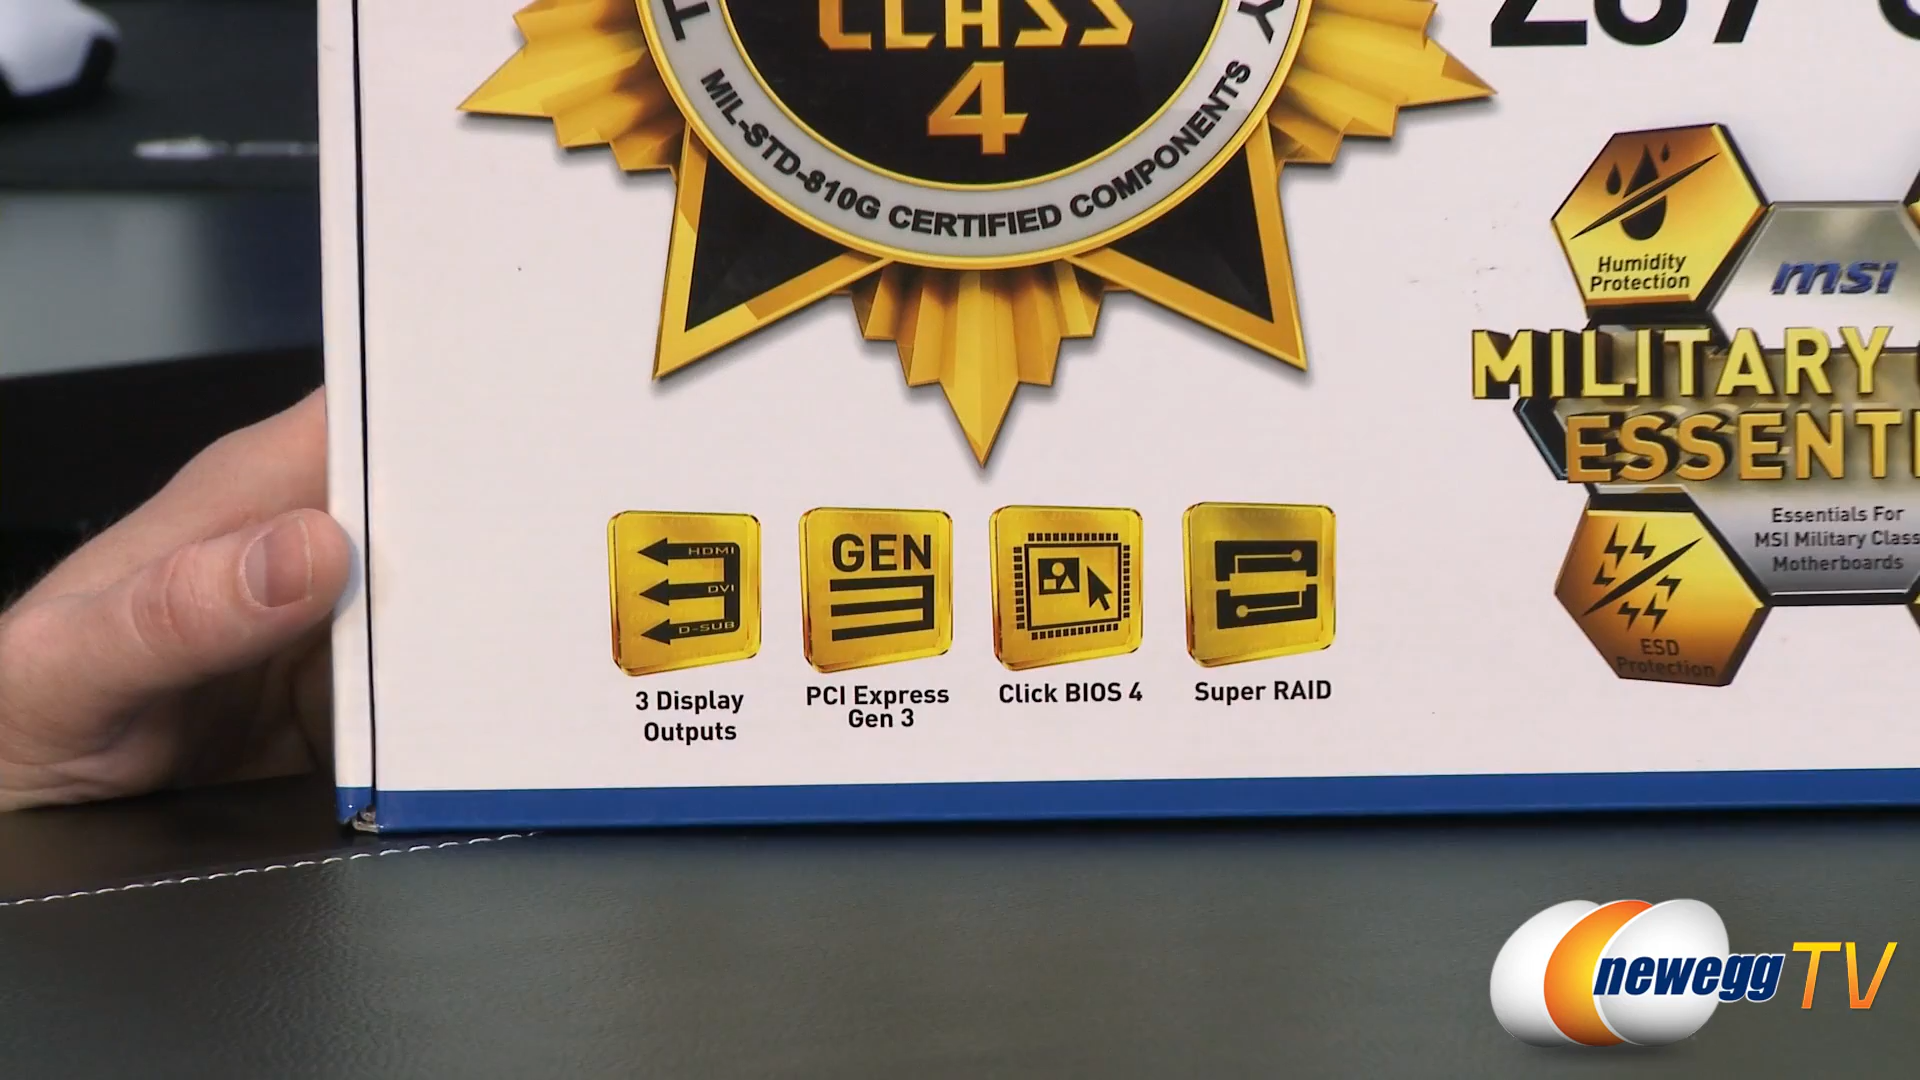 CLASS
4
MIL-STD-810G CERTIFIED COMPONENTS
Humidity
Protection
msi
MILITARY
Essentials For
MSI Military Class
Motherboards
ESD
Protection
HDMI
DVI
D-SUB
GEN
3 Display
Outputs
PCI Express
Gen 3
Click BIOS 4
Super RAID
newegg TV